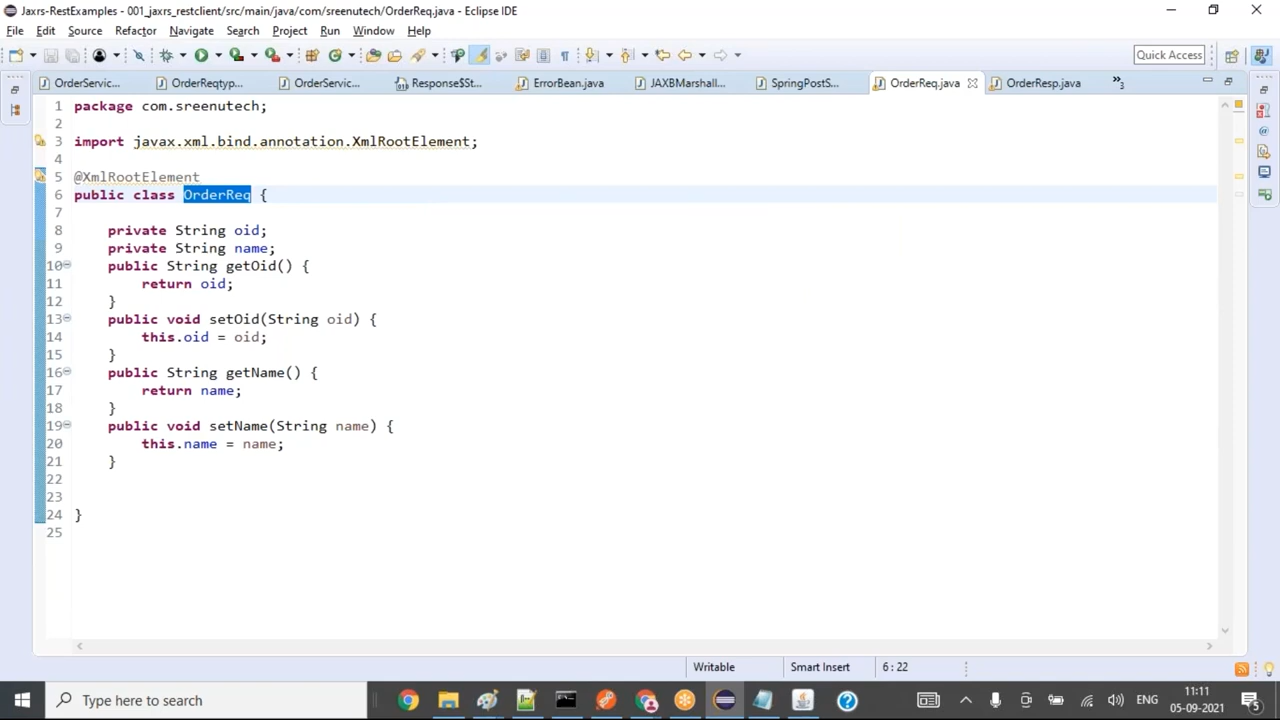 Jaxrs-RestExamples - 001_jaxrs_restclient/src/main/java/com/sreenutech/OrderReq.java - Eclipse IDE
File Edit Source Refactor Navigate Search Project Run Window Help
Quick Access
OrderServic... OrderReqtyp... OrderServic... Response$St... ErrorBean.java JAXBMarshall... SpringPostS... OrderReq.java OrderResp.java »3
1 package com.sreenutech;
2
3 import javax.xml.bind.annotation.XmlRootElement;
4
5 @XmlRootElement
6 public class OrderReq {
7
8 private String oid;
9 private String name;
10 public String getOid() {
11 return oid;
12 }
13 public void setOid(String oid) {
14 this.oid = oid;
15 }
16 public String getName() {
17 return name;
18 }
19 public void setName(String name) {
20 this.name = name;
21 }
22
23
24 }
25
Writable Smart Insert 6 : 22
Type here to search
ENG
11:11
05-09-2021
5